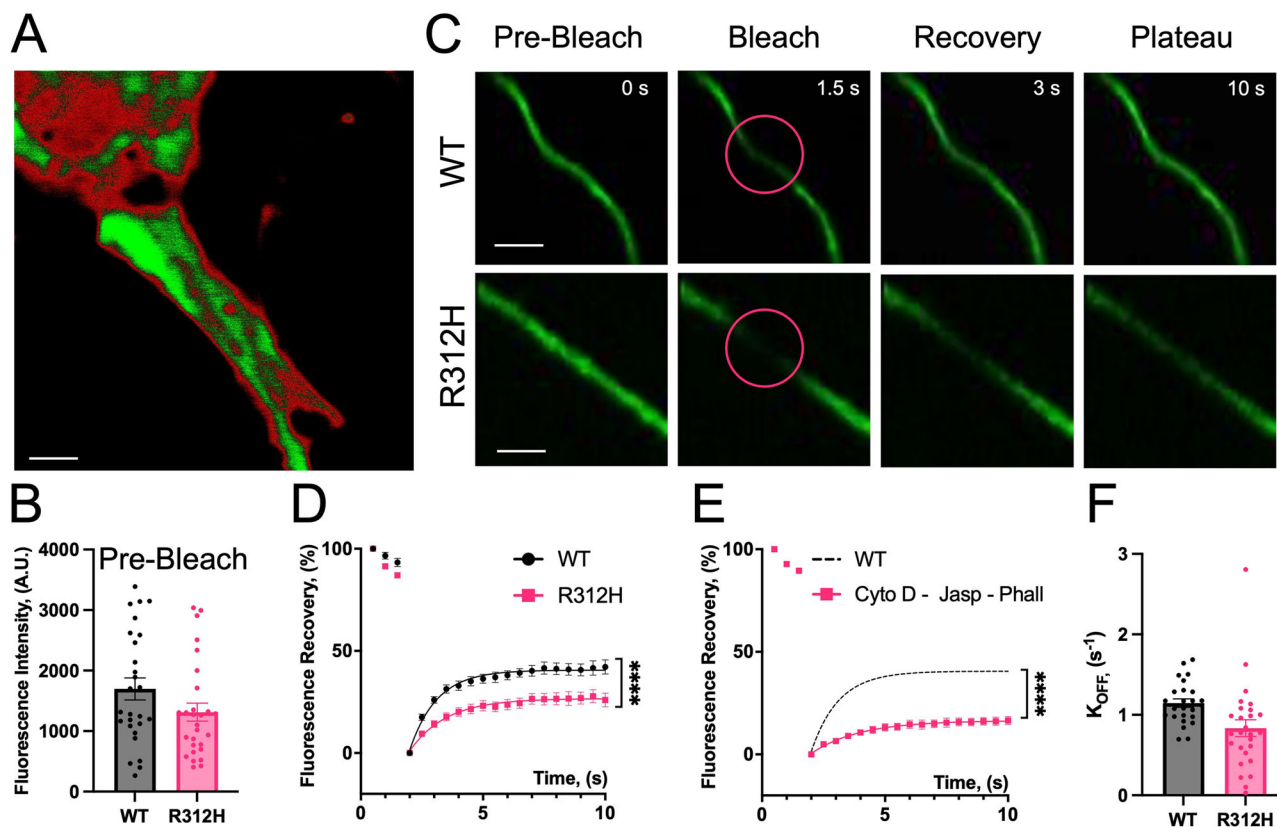 A
C
Pre-Bleach
Bleach
Recovery
Plateau
WT
0 s
1.5 s
3 s
10 s
R312H
B
Pre-Bleach
Fluorescence Intensity, (A.U.)
4000
3000
2000
1000
0
WT
R312H
D
Fluorescence Recovery, (%)
100
50
0
WT
R312H
****
Time, (s)
0
5
10
E
Fluorescence Recovery, (%)
100
50
0
WT
Cyto D - Jasp - Phall
****
Time, (s)
0
5
10
F
KOFF, (s-1)
3
2
1
0
WT
R312H